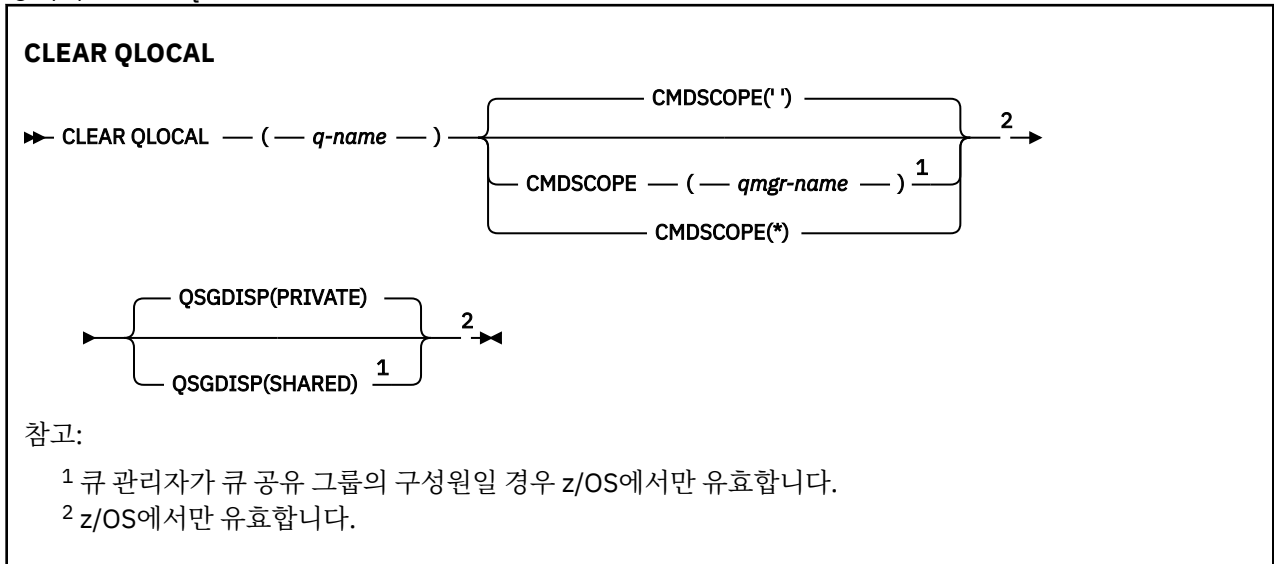 CLEAR QLOCAL
CMDSCOPE(' ')
CLEAR QLOCAL ( q-name ) 2
CMDSCOPE ( qmgr-name ) 1
CMDSCOPE(*)
QSGDISP(PRIVATE)
2
QSGDISP(SHARED) 1
참고:
1 큐 관리자가 큐 공유 그룹의 구성원일 경우 z/OS에서만 유효합니다.
2 z/OS에서만 유효합니다.